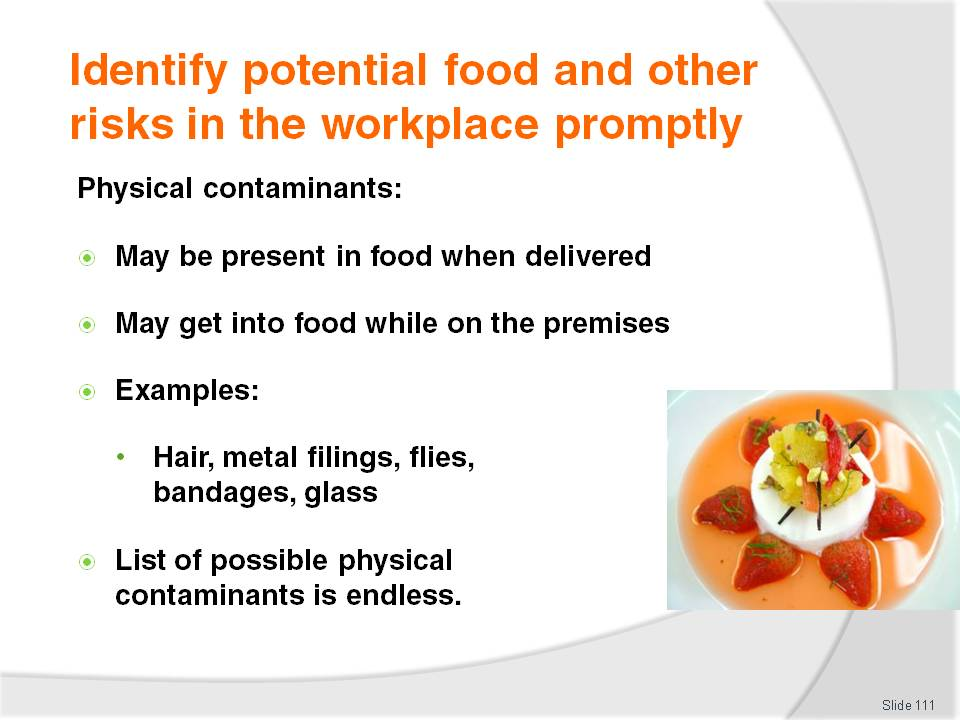 Identify potential food and other
risks in the workplace promptly
Physical contaminants:
May be present in food when delivered
May get into food while on the premises
Examples:
• Hair, metal filings, flies,
bandages, glass
List of possible physical
contaminants is endless.
Slide 111